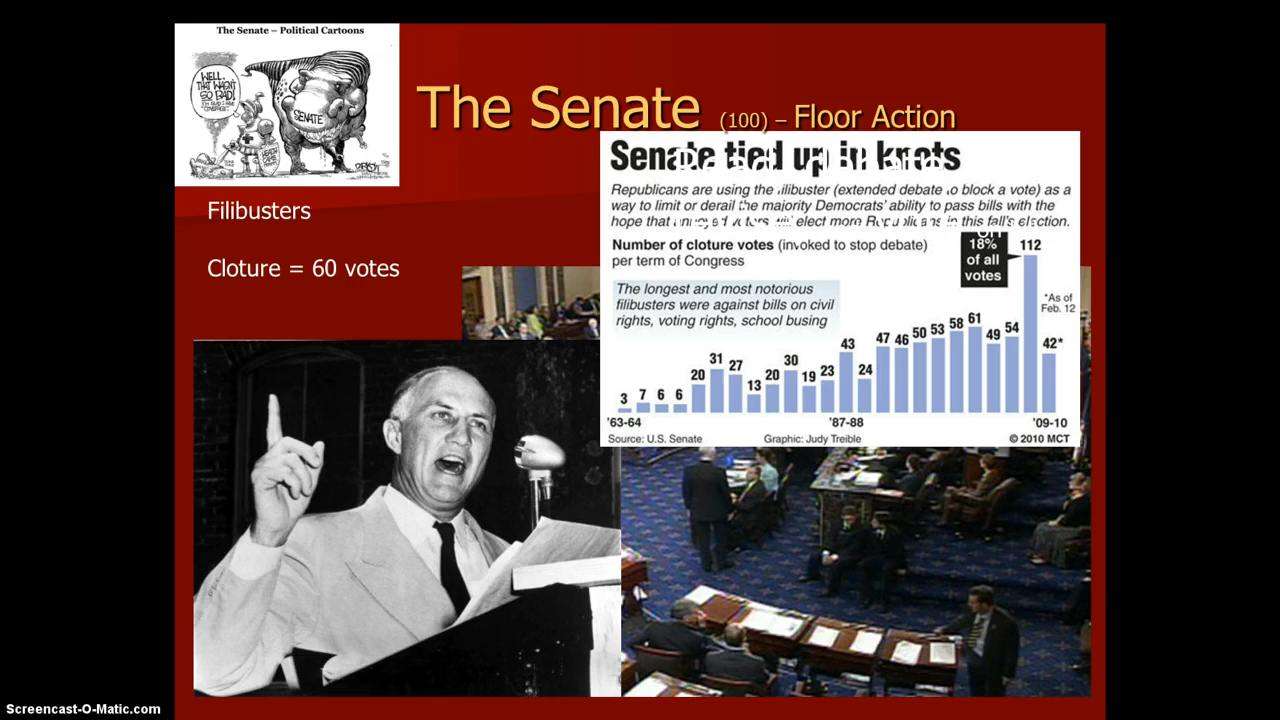 The Senate – Political Cartoons
WELL,
THAT WASN'T
SO BAD!
SENATE
The Senate (100) – Floor Action
Filibusters
Cloture = 60 votes
Senate tied up in knots
Republicans are using the filibuster (extended debate to block a vote) as a
way to limit or derail the majority Democrats' ability to pass bills with the
hope that annoyed voters will elect more Republicans in this fall's election.
Number of cloture votes (invoked to stop debate)
per term of Congress
18%
of all
votes
The longest and most notorious
filibusters were against bills on civil
rights, voting rights, school busing
*As of
Feb. 12
3 7 6 6 20 31 27 13 20 30 19 23 43 24 47 46 50 53 58 61 49 54 112 42*
'63-64 '87-88 '09-10
Source: U.S. Senate Graphic: Judy Treible © 2010 MCT
Screencast-O-Matic.com